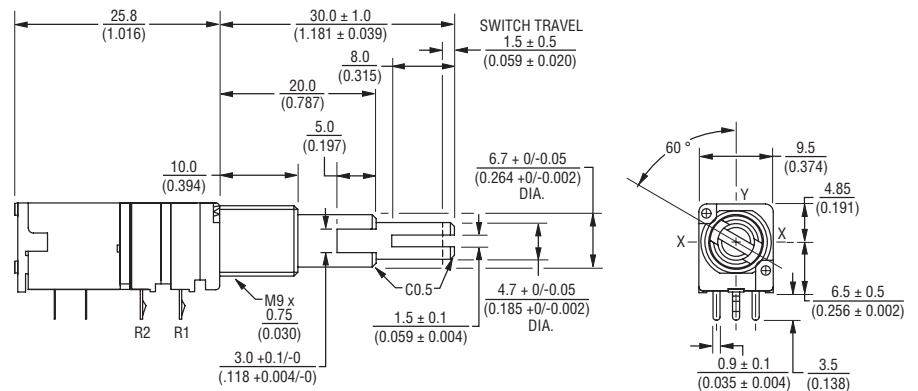 25.8
(1.016)
30.0 ± 1.0
(1.181 ± 0.039)
SWITCH TRAVEL
1.5 ± 0.5
(0.059 ± 0.020)
8.0
(0.315)
20.0
(0.787)
5.0
(0.197)
10.0
(0.394)
6.7 + 0/-0.05
(0.264 +0/-0.002)
DIA.
R2
R1
M9 x
0.75
(0.030)
3.0 +0.1/-0
(.118 +0.004/-0)
C0.5
1.5 ± 0.1
(0.059 ± 0.004)
4.7 + 0/-0.05
(0.185 +0/-0.002)
DIA.
60 °
9.5
(0.374)
Y
4.85
(0.191)
X
X
6.5 ± 0.5
(0.256 ± 0.002)
0.9 ± 0.1
(0.035 ± 0.004)
3.5
(0.138)